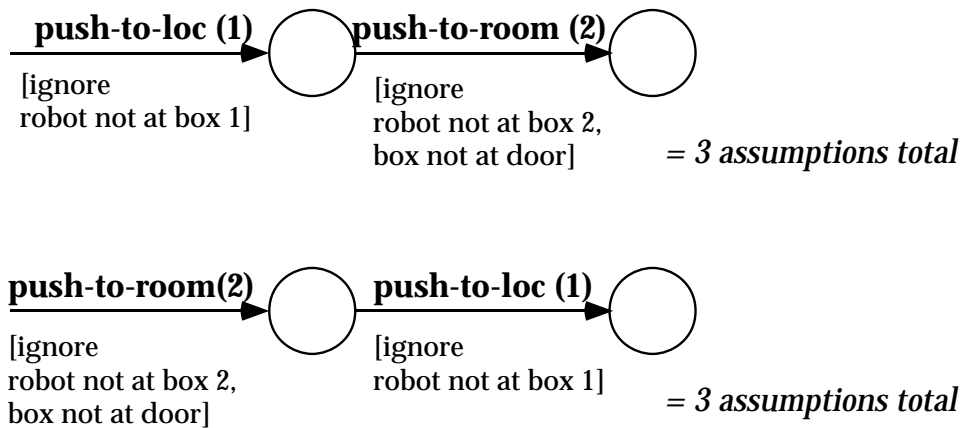 push-to-loc (1) push-to-room (2)
[ignore
robot not at box 1]
[ignore
robot not at box 2,
box not at door]
= 3 assumptions total
push-to-room(2) push-to-loc (1)
[ignore
robot not at box 2,
box not at door]
[ignore
robot not at box 1]
= 3 assumptions total